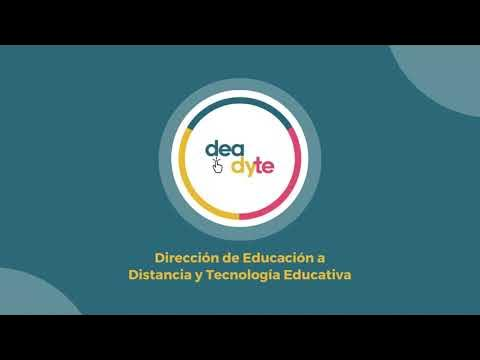 dea
dyte
Dirección de Educación a
Distancia y Tecnología Educativa